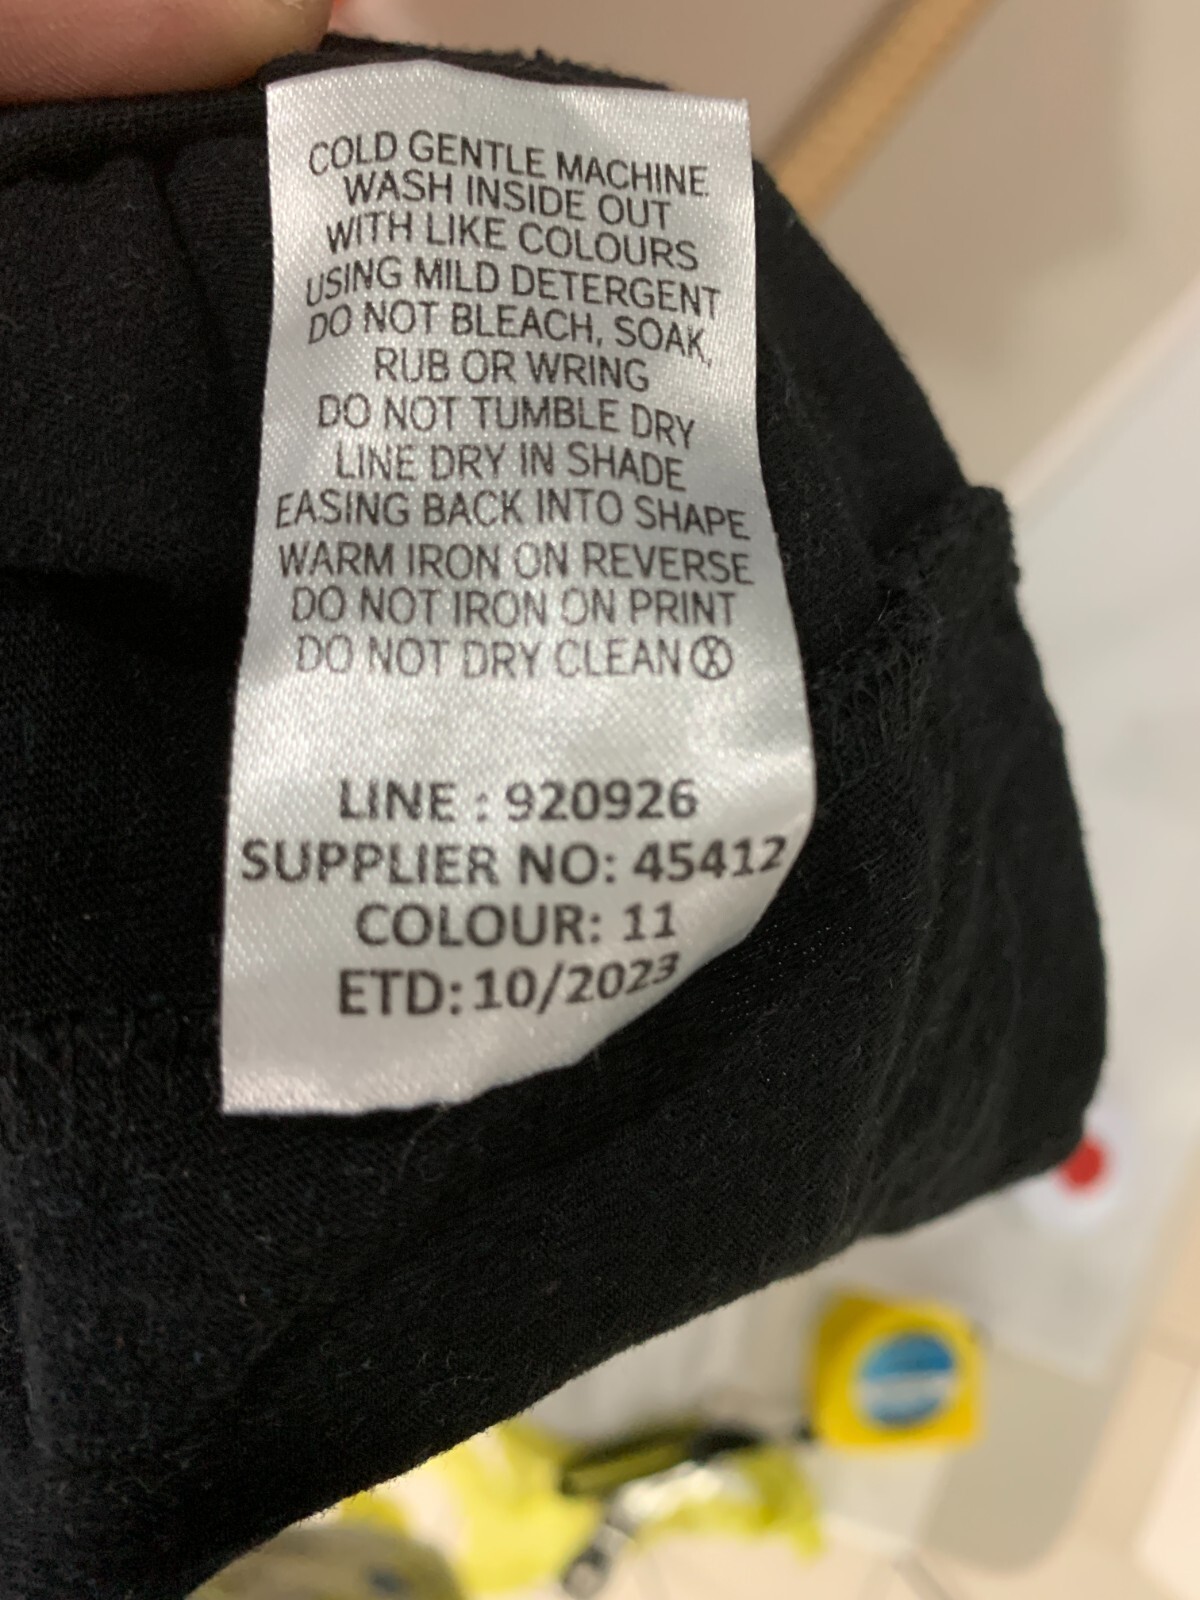 COLD GENTLE MACHINE
WASH INSIDE OUT
WITH LIKE COLOURS
USING MILD DETERGENT
DO NOT BLEACH, SOAK,
RUB OR WRING
DO NOT TUMBLE DRY
LINE DRY IN SHADE
EASING BACK INTO SHAPE
WARM IRON ON REVERSE
DO NOT IRON ON PRINT
DO NOT DRY CLEAN
LINE : 920926
SUPPLIER NO: 45412
COLOUR: 11
ETD: 10/2023